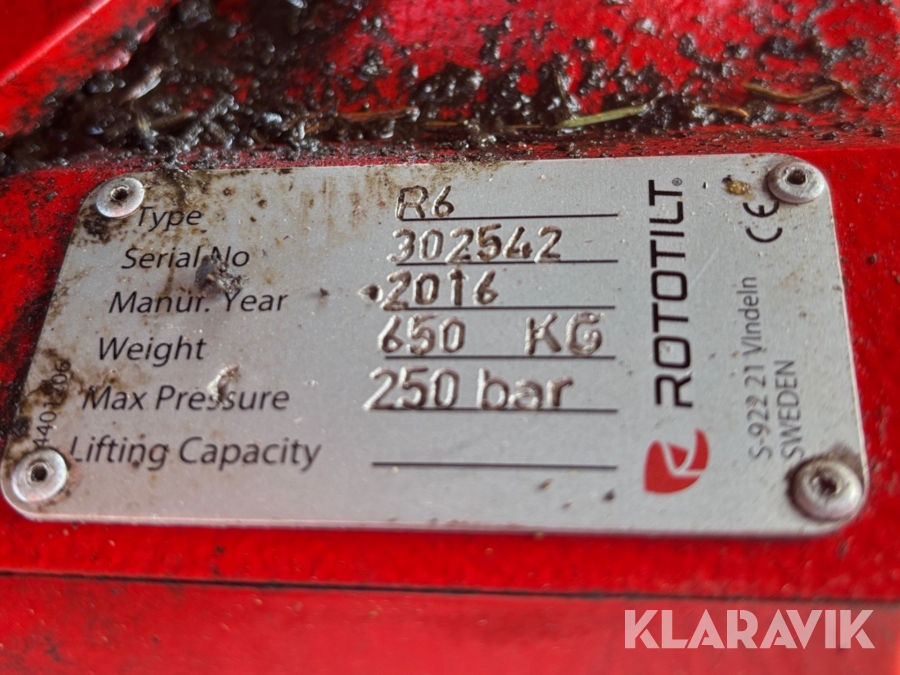 Type R6
Serial No 302542
Manuf. Year 2016
Weight 650 KG
Max Pressure 250 bar
Lifting Capacity
ROTOTILT®
CE
S-922 21 Vindeln
SWEDEN
KLARAVIK